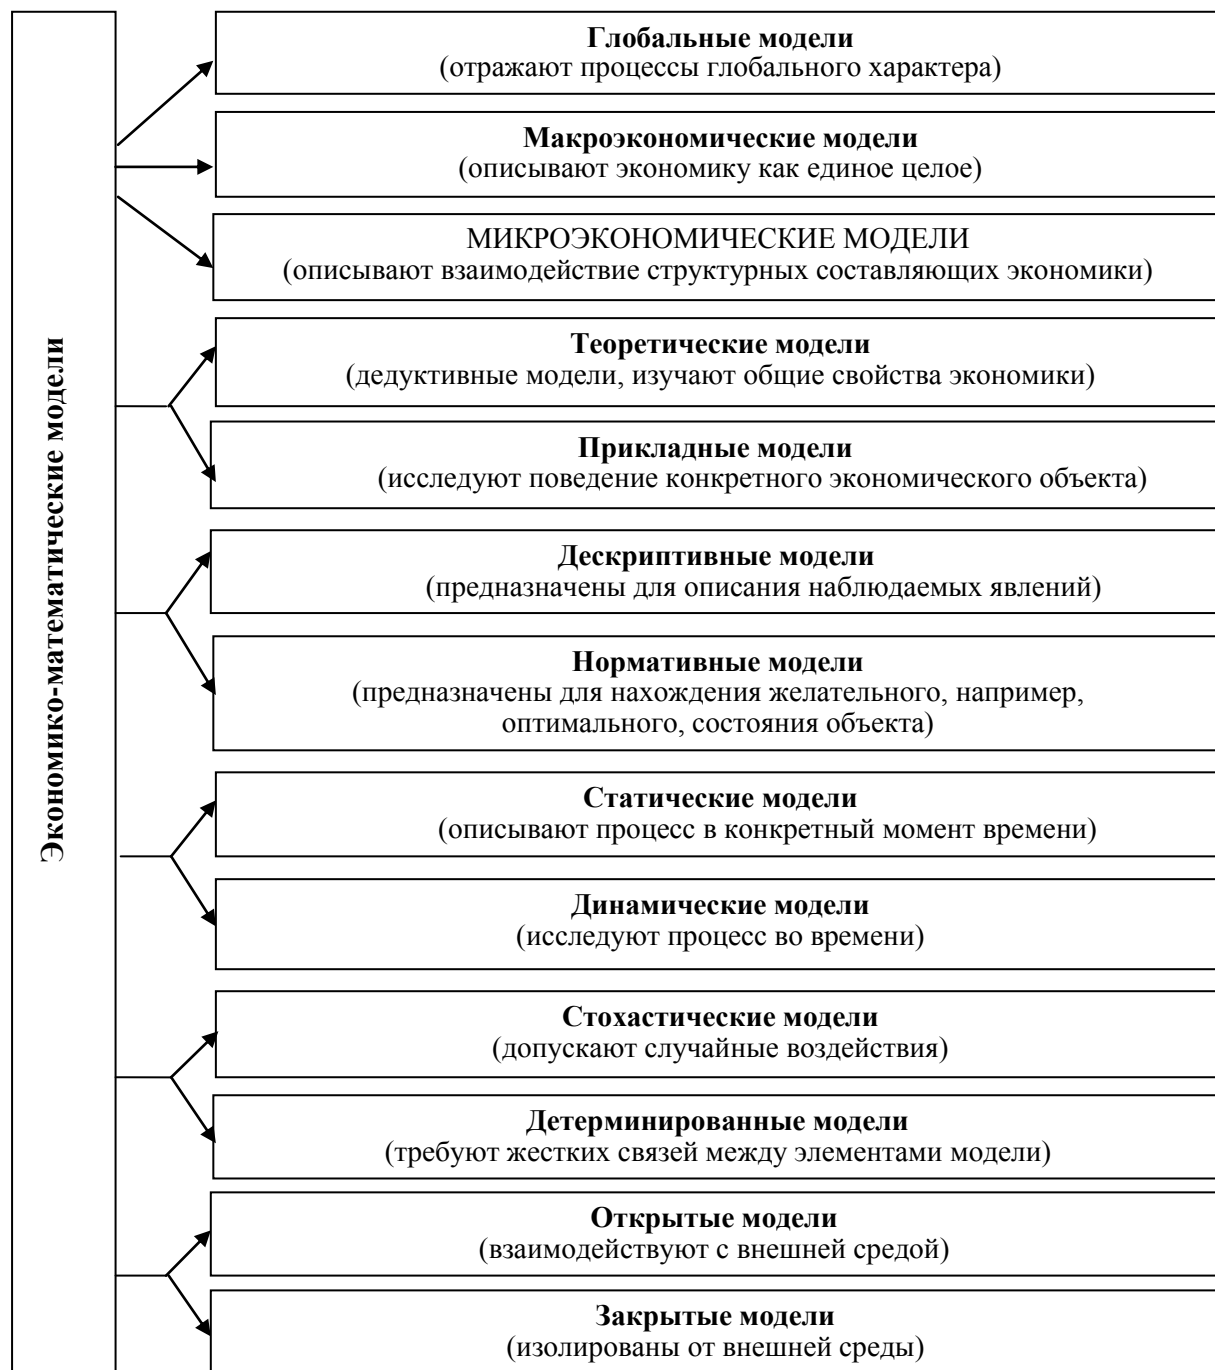 Экономико-математические модели
Глобальные модели
(отражают процессы глобального характера)
Макроэкономические модели
(описывают экономику как единое целое)
МИКРОЭКОНОМИЧЕСКИЕ МОДЕЛИ
(описывают взаимодействие структурных составляющих экономики)
Теоретические модели
(дедуктивные модели, изучают общие свойства экономики)
Прикладные модели
(исследуют поведение конкретного экономического объекта)
Дескриптивные модели
(предназначены для описания наблюдаемых явлений)
Нормативные модели
(предназначены для нахождения желательного, например,
оптимального, состояния объекта)
Статические модели
(описывают процесс в конкретный момент времени)
Динамические модели
(исследуют процесс во времени)
Стохастические модели
(допускают случайные воздействия)
Детерминированные модели
(требуют жестких связей между элементами модели)
Открытые модели
(взаимодействуют с внешней средой)
Закрытые модели
(изолированы от внешней среды)